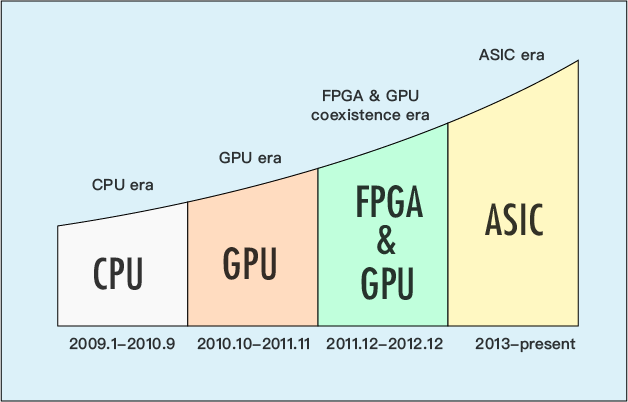 ASIC era
FPGA & GPU
coexistence era
GPU era
CPU era
CPU
GPU
FPGA
&
GPU
ASIC
2009.1–2010.9
2010.10–2011.11
2011.12–2012.12
2013–present